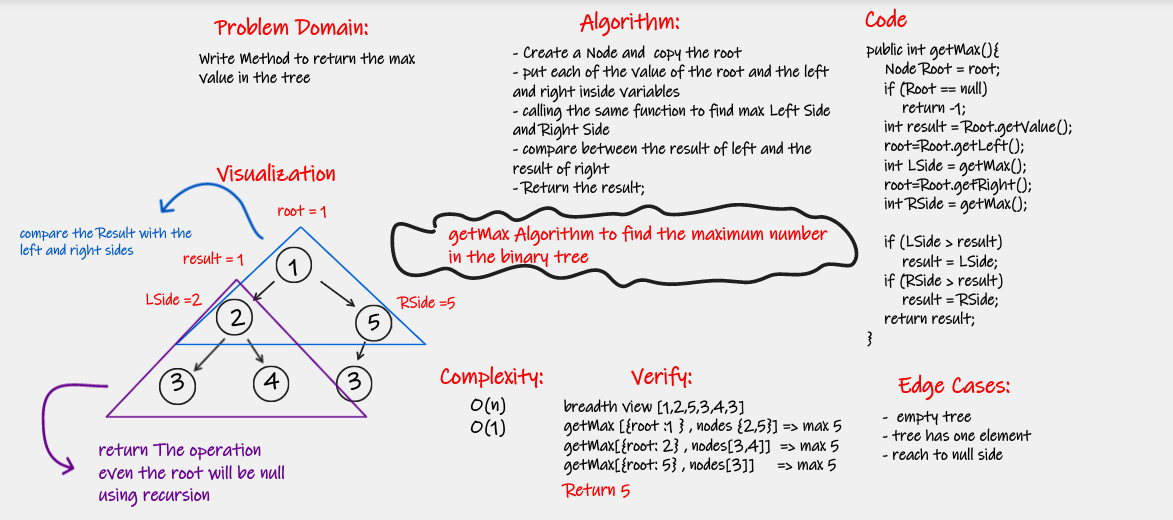 Problem Domain:
Write Method to return the max
value in the tree
Algorithm:
- Create a Node and copy the root
- put each of the value of the root and the left
and right inside variables
- calling the same function to find max Left Side
and Right Side
- compare between the result of left and the
result of right
- Return the result;
Code
public int getMax(){
Node Root = root;
if (Root == null)
return -1;
int result = Root.getValue();
root=Root.getLeft();
int LSide = getMax();
root=Root.getRight();
int RSide = getMax();
if (LSide > result)
result = LSide;
if (RSide > result)
result = RSide;
return result;
}
Visualization
root = 1
compare the Result with the
left and right sides
result = 1
LSide =2
RSide =5
1
2
5
3
4
3
return The operation
even the root will be null
using recursion
getMax Algorithm to find the maximum number
in the binary tree
Complexity:
O(n)
O(1)
Verify:
breadth view [1,2,5,3,4,3]
getMax [{root :1 } , nodes {2,5}] => max 5
getMax[{root: 2} , nodes[3,4]] => max 5
getMax[{root: 5} , nodes[3]] => max 5
Return 5
Edge Cases:
- empty tree
- tree has one element
- reach to null side